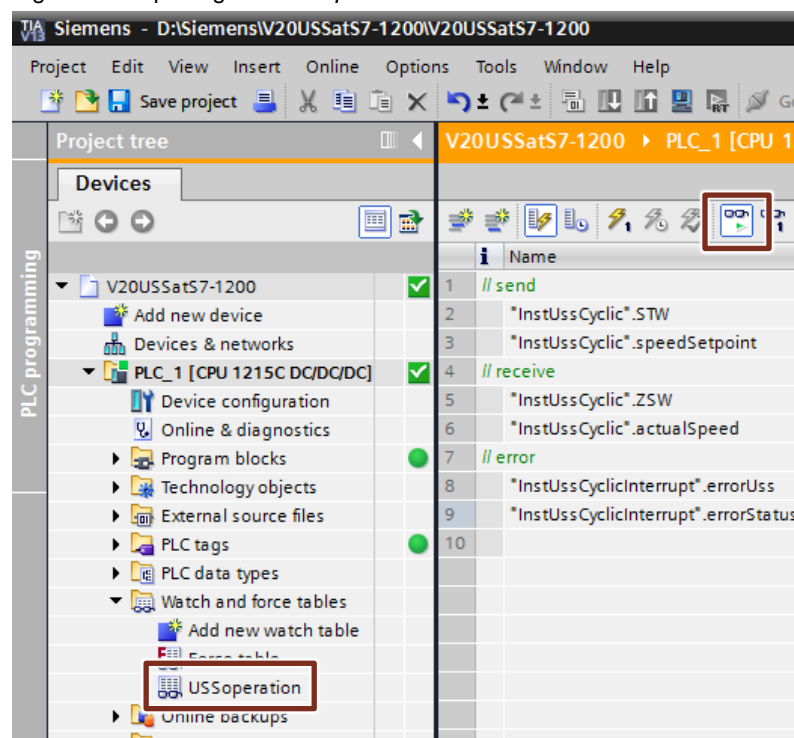 TIA V13 Siemens - D:\Siemens\V20USSatS7-1200\V20USSatS7-1200
Project Edit View Insert Online Options Tools Window Help
Save project
Project tree
V20USSatS7-1200 PLC_1 [CPU 1
Devices
PLC programming
i Name
V20USSatS7-1200
1 // send
Add new device
2 "InstUssCyclic".STW
Devices & networks
3 "InstUssCyclic".speedSetpoint
PLC_1 [CPU 1215C DC/DC/DC]
4 // receive
Device configuration
5 "InstUssCyclic".ZSW
Online & diagnostics
6 "InstUssCyclic".actualSpeed
Program blocks
7 // error
Technology objects
8 "InstUssCyclicInterrupt".errorUss
External source files
9 "InstUssCyclicInterrupt".errorStatus
PLC tags
10
PLC data types
Watch and force tables
Add new watch table
Force table
USSoperation
Online backups